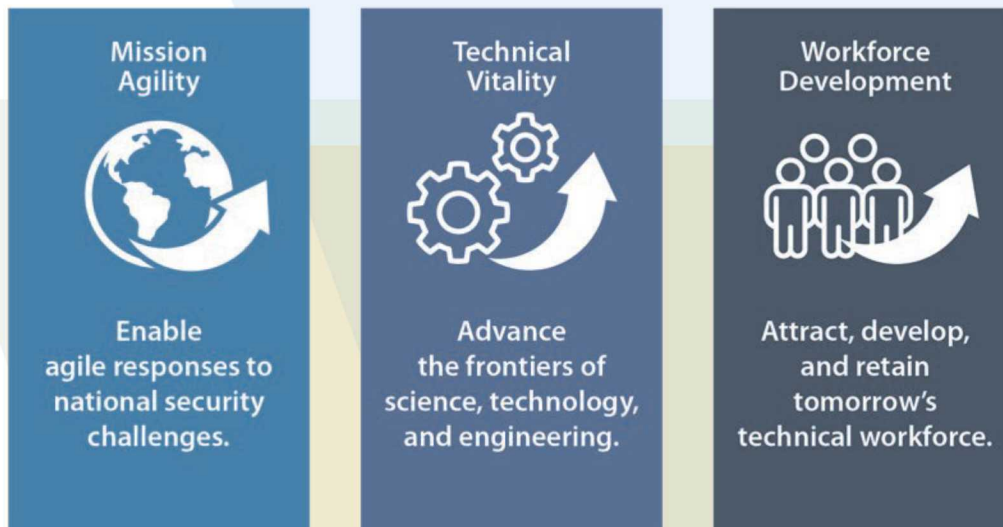 Mission
Agility
Enable
agile responses to
national security
challenges.
Technical
Vitality
Advance
the frontiers of
science, technology,
and engineering.
Workforce
Development
Attract, develop,
and retain
tomorrow’s
technical workforce.